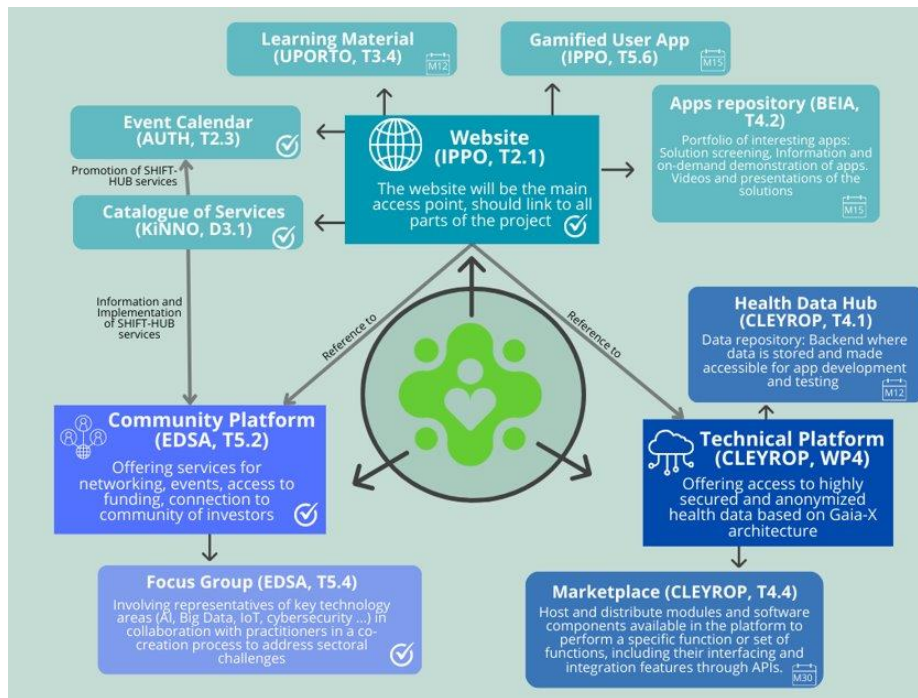 Learning Material
(UPORTO, T3.4)
M12
Gamified User App
(IPPO, T5.6)
M15
Event Calendar
(AUTH, T2.3)
Website
(IPPO, T2.1)
The website will be the main
access point, should link to all
parts of the project
Apps repository (BEIA,
T4.2)
Portfolio of interesting apps:
Solution screening, Information and
on-demand demonstration of apps.
Videos and presentations of the
solutions
M15
Promotion of SHIFT-
HUB services
Catalogue of Services
(KiNNO, D3.1)
Information and
Implementation
of SHIFT-HUB
services
Reference to
Reference to
Health Data Hub
(CLEYROP, T4.1)
Data repository: Backend where
data is stored and made
accessible for app development
and testing
M12
Community Platform
(EDSA, T5.2)
Offering services for
networking, events, access to
funding, connection to
community of investors
Technical Platform
(CLEYROP, WP4)
Offering access to highly
secured and anonymized
health data based on Gaia-X
architecture
Focus Group (EDSA, T5.4)
Involving representatives of key technology
areas (AI, Big Data, IoT, cybersecurity ...) in
collaboration with practitioners in a co-
creation process to address sectoral
challenges
Marketplace (CLEYROP, T4.4)
Host and distribute modules and software
components available in the platform to
perform a specific function or set of
functions, including their interfacing and
integration features through APIs.
M30